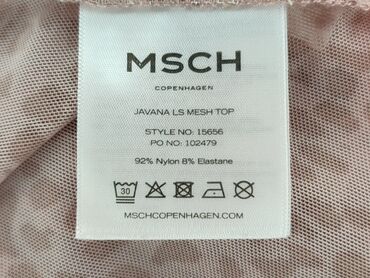 MSCH
COPENHAGEN
JAVANA LS MESH TOP
STYLE NO: 15656
PO NO: 102479
92% Nylon 8% Elastane
30
MSCHCOPENHAGEN.COM